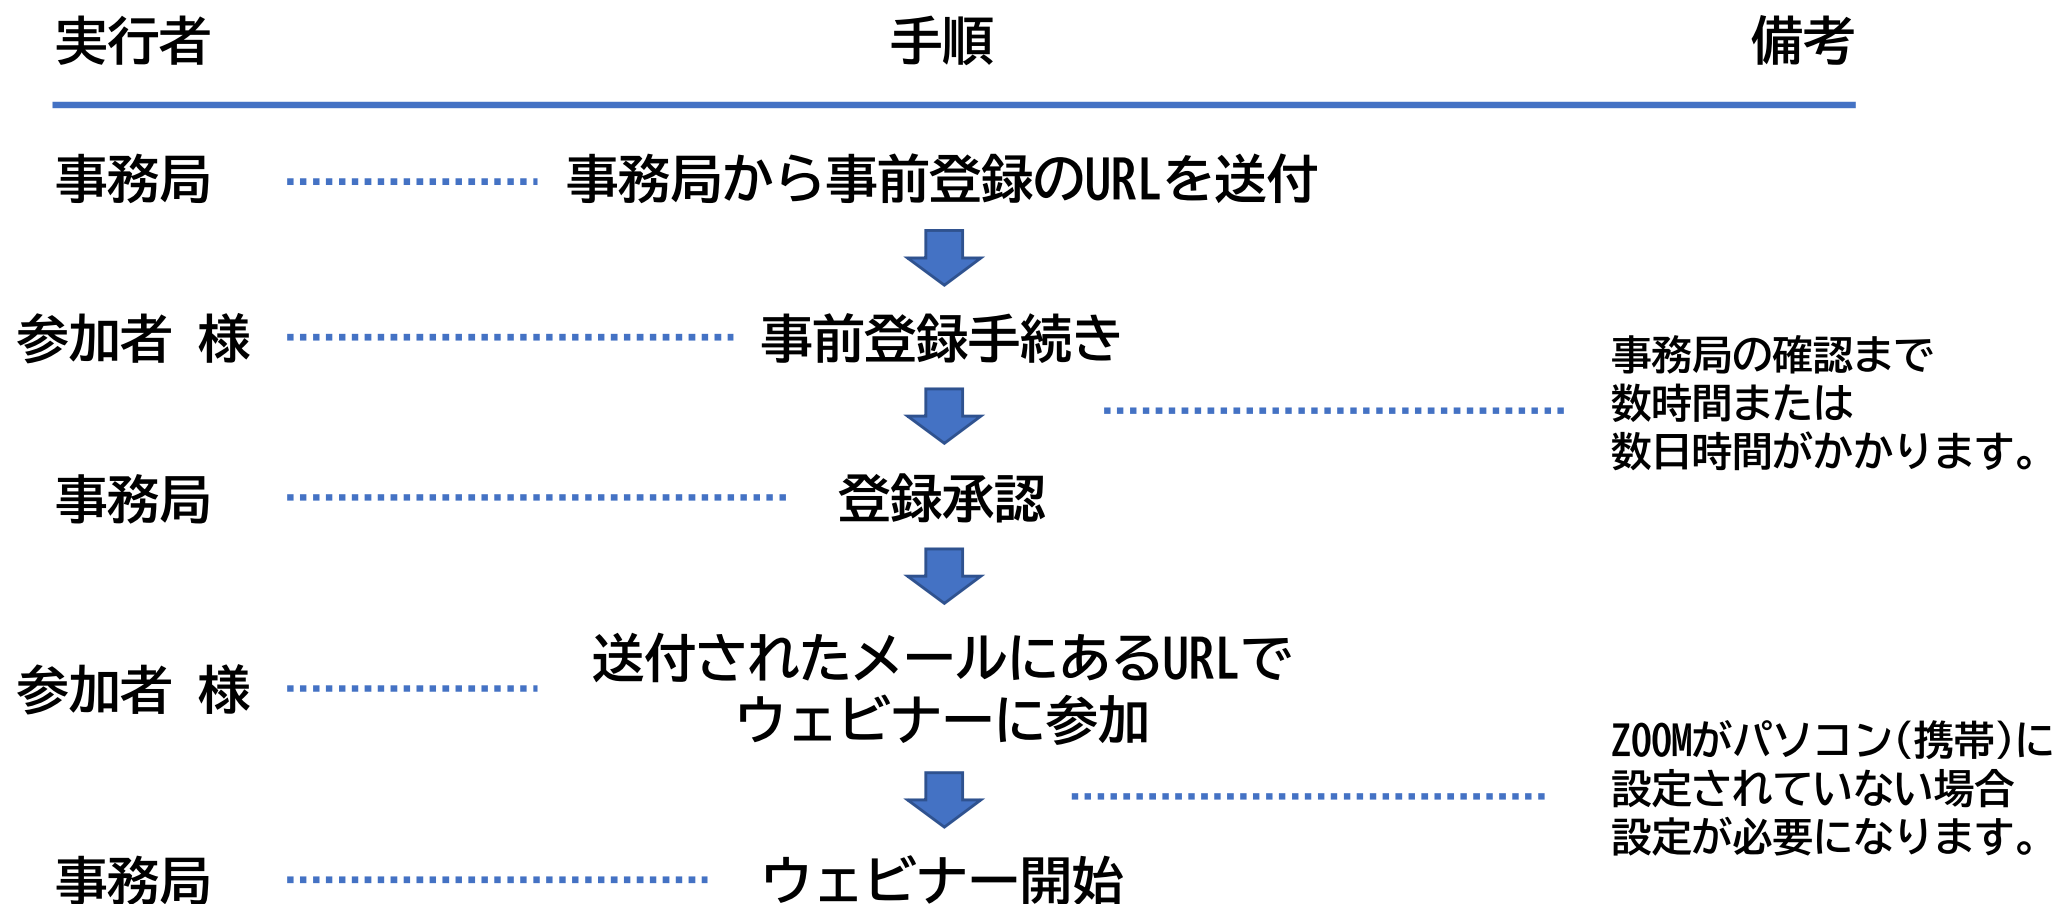 実行者 手順 備考
事務局 事務局から事前登録のURLを送付
参加者 様 事前登録手続き
事務局の確認まで
数時間または
数日時間がかかります。
事務局 登録承認
参加者 様 送付されたメールにあるURLで
ウェビナーに参加
ZOOMがパソコン(携帯)に
設定されていない場合
設定が必要になります。
事務局 ウェビナー開始